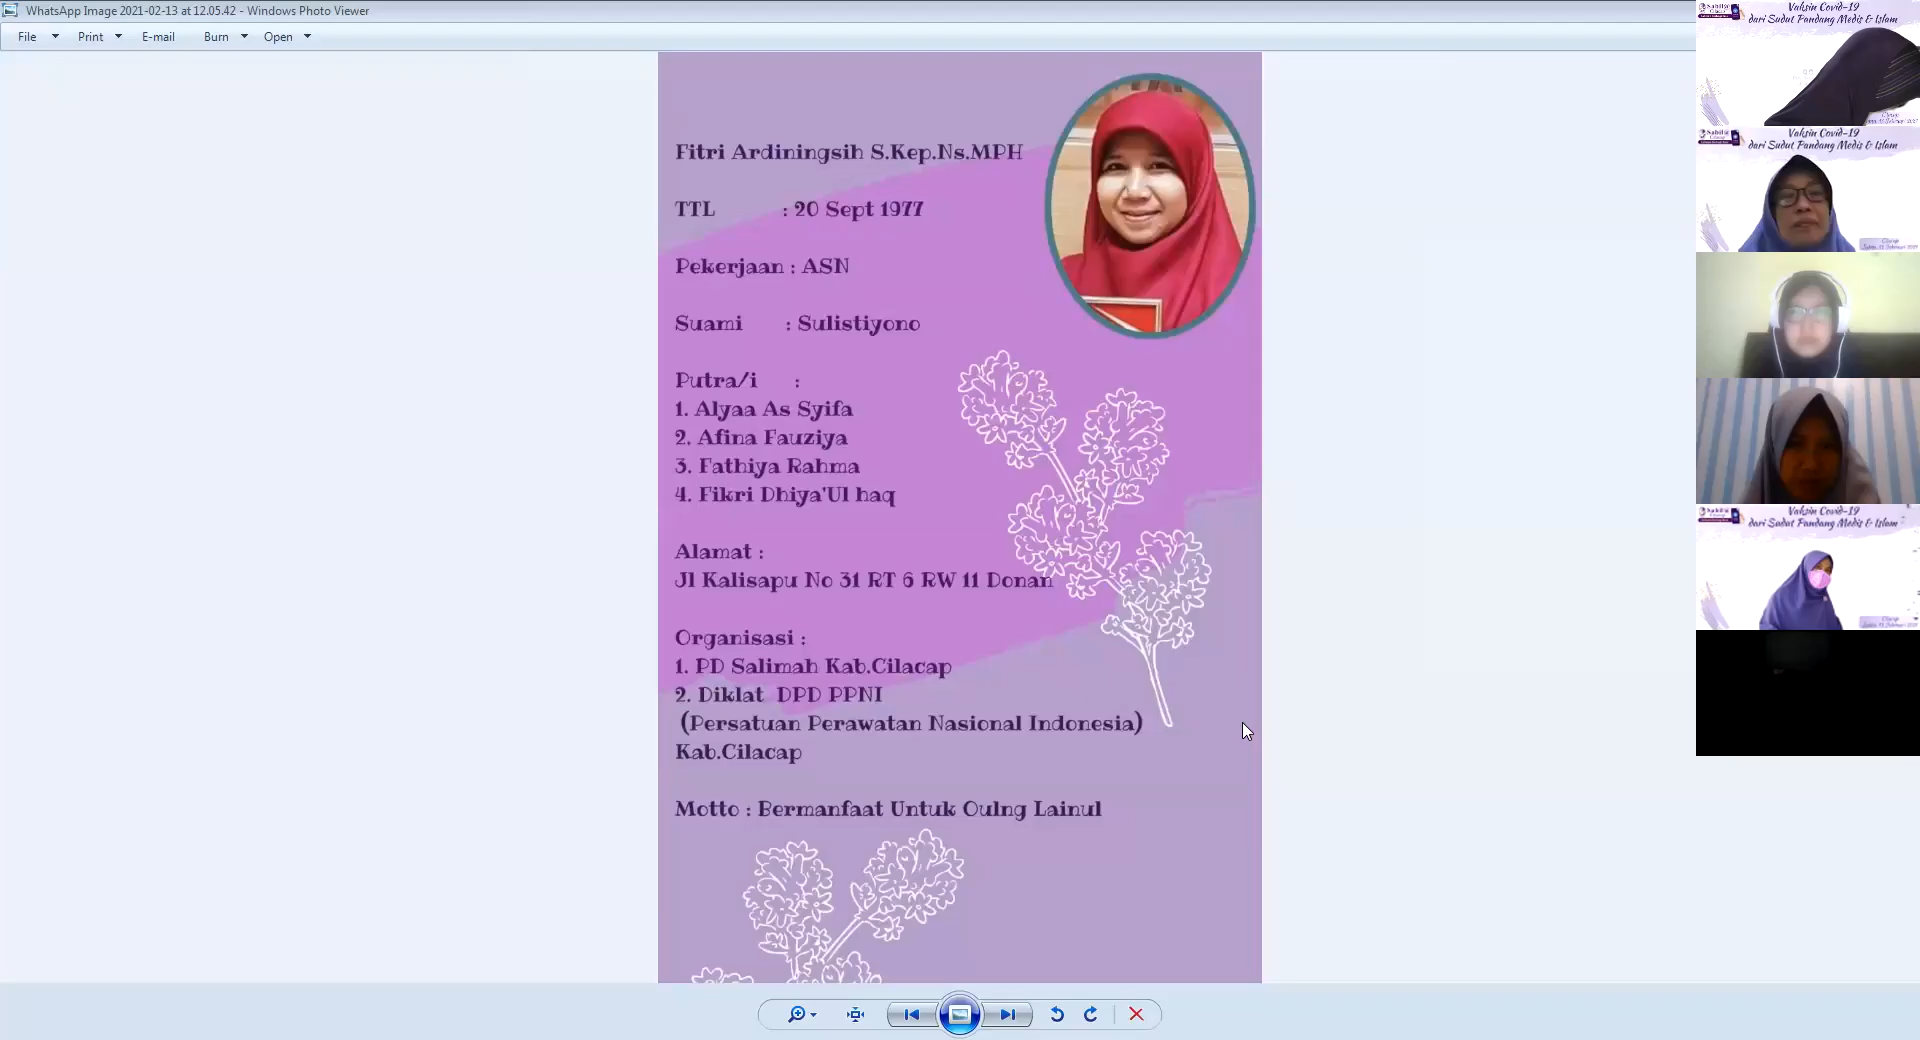 WhatsApp Image 2021-02-13 at 12.05.42 - Windows Photo Viewer
File Print E-mail Burn Open
Fitri Ardiningsih S.Kep.Ns.MPH
TTL : 20 Sept 1977
Pekerjaan : ASN
Suami : Sulistiyono
Putra/i :
1. Alyaa As Syifa
2. Afina Fauziya
3. Fathiya Rahma
4. Fikri Dhiya'Ul haq
Alamat :
Jl Kalisapu No 31 RT 6 RW 11 Donan
Organisasi :
1. PD Salimah Kab.Cilacap
2. Diklat DPD PPNI
(Persatuan Perawatan Nasional Indonesia)
Kab.Cilacap
Motto : Bermanfaat Untuk Oulng Lainul
Vaksin Covid-19
dari Sudut Pandang Medis & Islam
Vaksin Covid-19
dari Sudut Pandang Medis & Islam
Vaksin Covid-19
dari Sudut Pandang Medis & Islam